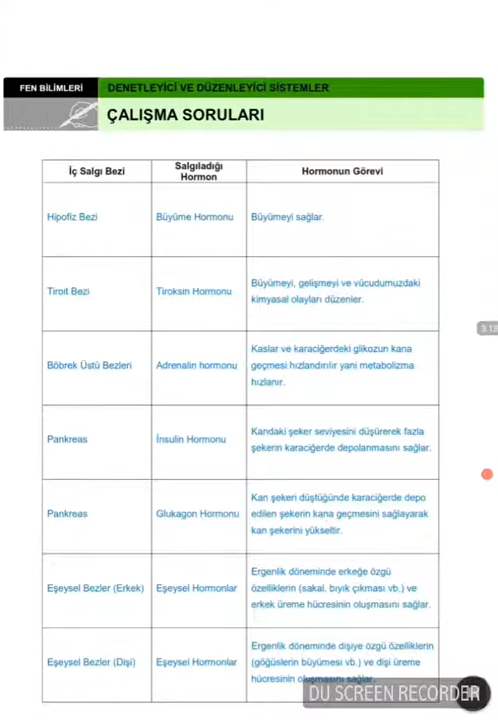 FEN BİLİMLERİ
DENETLEYİCİ VE DÜZENLEYİCİ SİSTEMLER
ÇALIŞMA SORULARI
İç Salgı Bezi
Salgıladığı
Hormon
Hormonun Görevi
Hipofiz Bezi
Büyüme Hormonu
Büyümeyi sağlar.
Tiroit Bezi
Tiroksin Hormonu
Büyümeyi, gelişmeyi ve vücudumuzdaki
kimyasal olayları düzenler.
Böbrek Üstü Bezleri
Adrenalin hormonu
Kaslar ve karaciğerdeki glikozun kana
geçmesi hızlandırılır yani metabolizma
hızlanır.
Pankreas
İnsulin Hormonu
Kandaki şeker seviyesini düşürerek fazla
şekerin karaciğerde depolanmasını sağlar.
Pankreas
Glukagon Hormonu
Kan şekeri düştüğünde karaciğerde depo
edilen şekerin kana geçmesini sağlayarak
kan şekerini yükseltir.
Eşeysel Bezler (Erkek)
Eşeysel Hormonlar
Ergenlik döneminde erkeğe özgü
özelliklerin (sakal, bıyık çıkması vb.) ve
erkek üreme hücresinin oluşmasını sağlar.
Eşeysel Bezler (Dişi)
Eşeysel Hormonlar
Ergenlik döneminde dişiye özgü özelliklerin
(göğüslerin büyümesi vb.) ve dişi üreme
hücresinin oluşmasını sağlar.
3.18
DU SCREEN RECORDER